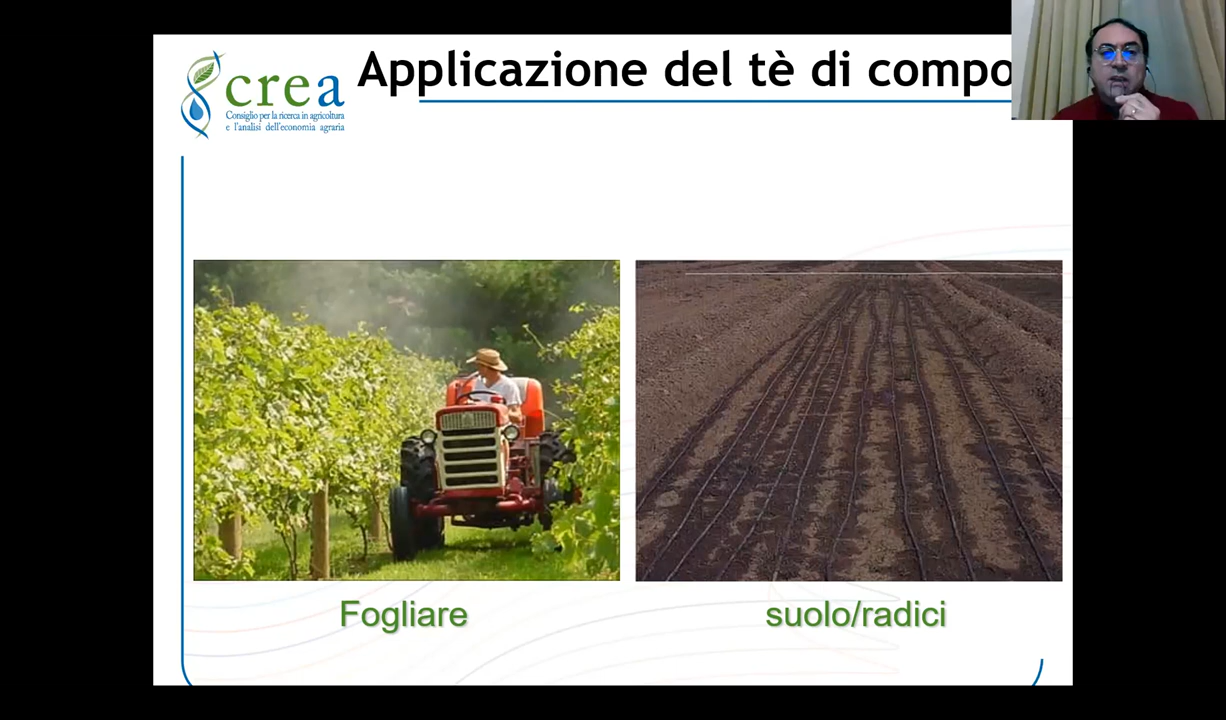 crea
Consiglio per la ricerca in agricoltura
e l'analisi dell'economia agraria
Applicazione del tè di compo
Fogliare
suolo/radici